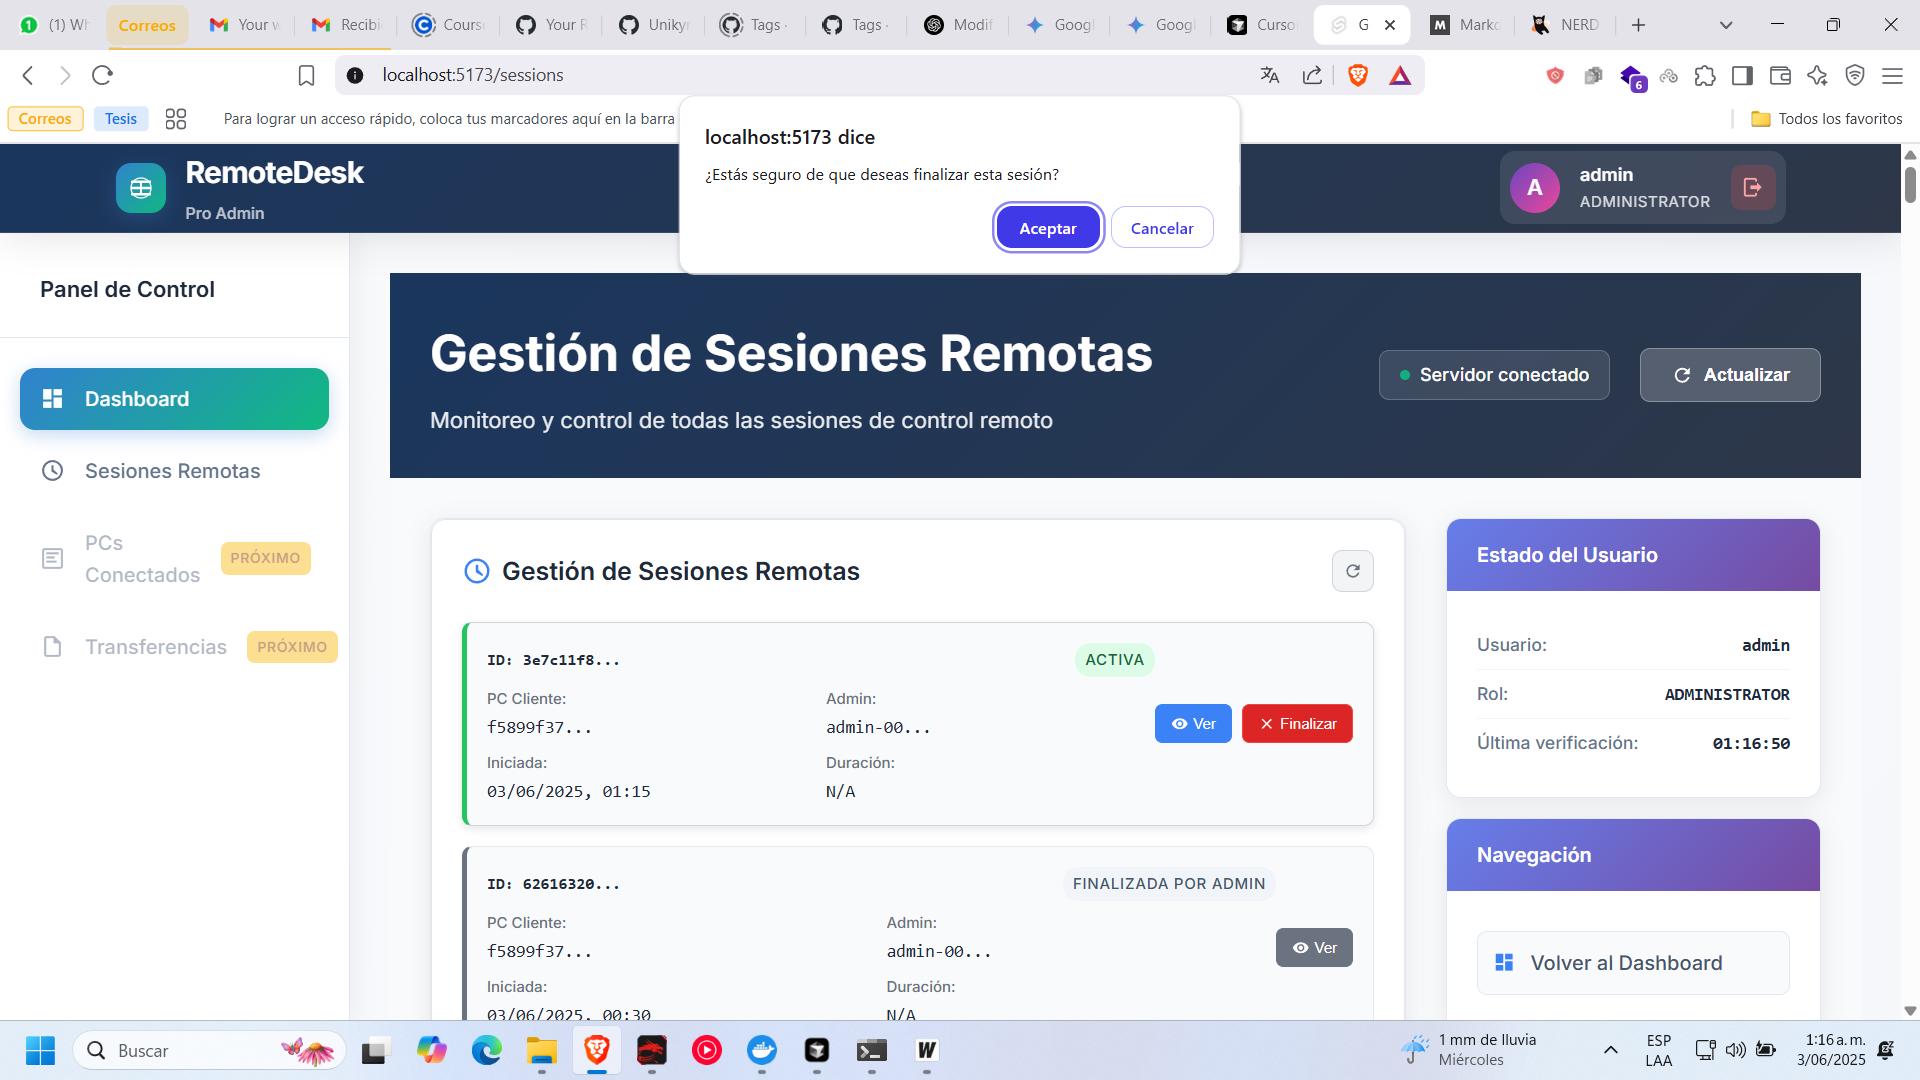 (1) Wh
Correos
Your w
Recibi
Cours
Your R
Unikyr
Tags ·
Tags ·
Modif
Googl
Googl
Curso
G
Marko
NERD
localhost:5173/sessions
6
Correos
Tesis
Para lograr un acceso rápido, coloca tus marcadores aquí en la barra
Todos los favoritos
localhost:5173 dice
¿Estás seguro de que deseas finalizar esta sesión?
Aceptar
Cancelar
RemoteDesk
Pro Admin
A
admin
ADMINISTRATOR
Panel de Control
Dashboard
Sesiones Remotas
PCs
Conectados
PRÓXIMO
Transferencias
PRÓXIMO
Gestión de Sesiones Remotas
Monitoreo y control de todas las sesiones de control remoto
Servidor conectado
Actualizar
Gestión de Sesiones Remotas
ID: 3e7c11f8...
ACTIVA
PC Cliente:
Admin:
f5899f37...
admin-00...
Ver
Finalizar
Iniciada:
Duración:
03/06/2025, 01:15
N/A
ID: 62616320...
FINALIZADA POR ADMIN
PC Cliente:
Admin:
f5899f37...
admin-00...
Ver
Iniciada:
Duración:
03/06/2025, 00:30
N/A
Estado del Usuario
Usuario:
admin
Rol:
ADMINISTRATOR
Última verificación:
01:16:50
Navegación
Volver al Dashboard
Buscar
1 mm de lluvia
Miércoles
ESP
LAA
1:16 a. m.
3/06/2025